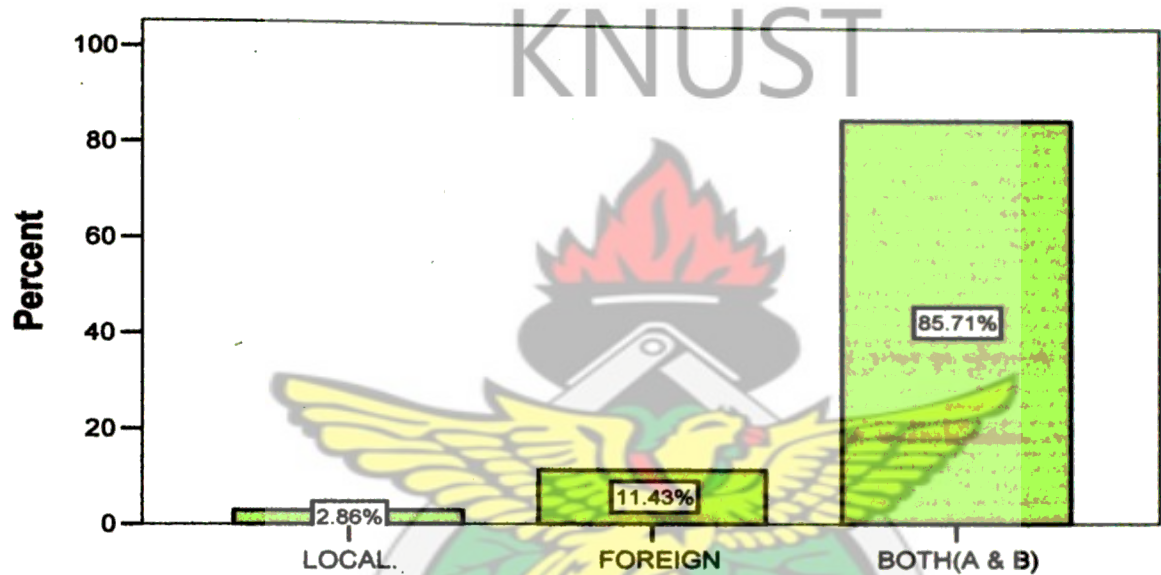 KNUST
100
80
60
40
20
0
Percent
2.86%
11.43%
85.71%
LOCAL.
FOREIGN
BOTH(A & B)